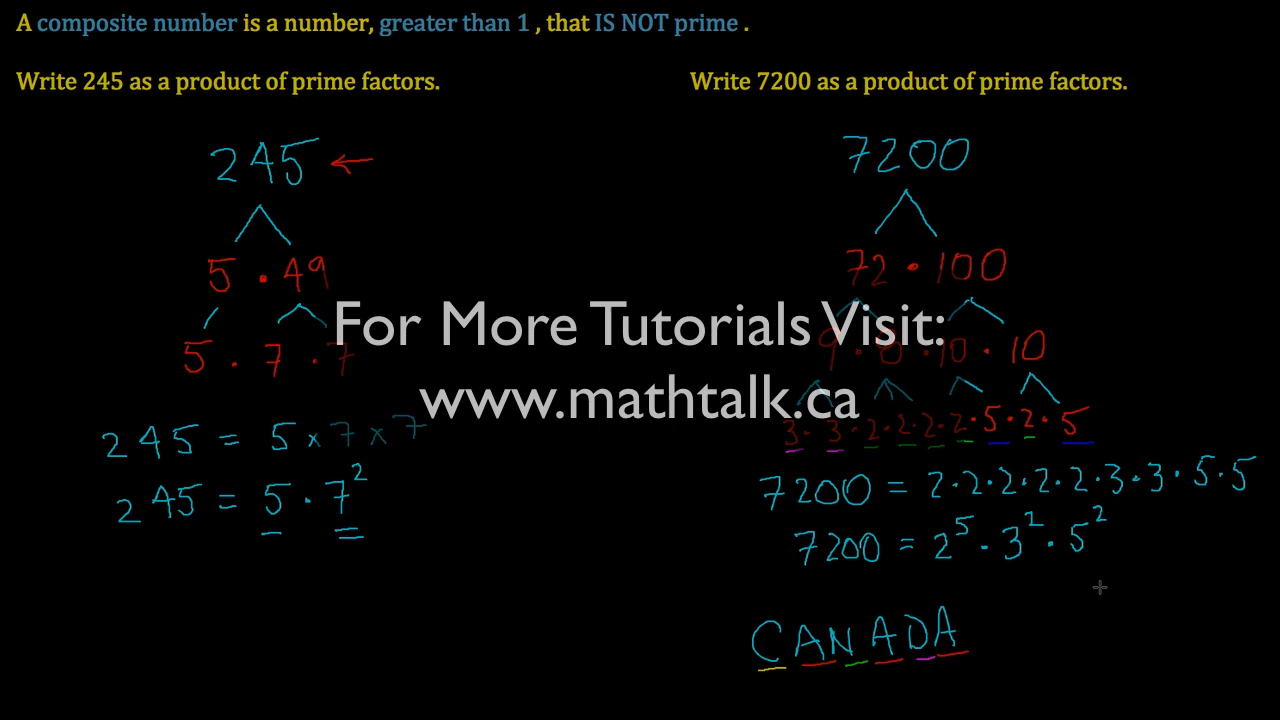 A composite number is a number, greater than 1 , that IS NOT prime .
Write 245 as a product of prime factors.
245 ←
5 · 49
5 · 7 · 7
245 = 5 × 7 × 7
245 = 5 · 7²
Write 7200 as a product of prime factors.
7200
72 · 100
9 · 8 · 10 · 10
3 · 3 · 2 · 2 · 2 · 2 · 5 · 2 · 5
7200 = 2 · 2 · 2 · 2 · 2 · 3 · 3 · 5 · 5
7200 = 2⁵ · 3² · 5²
CANADA
For More Tutorials Visit:
www.mathtalk.ca